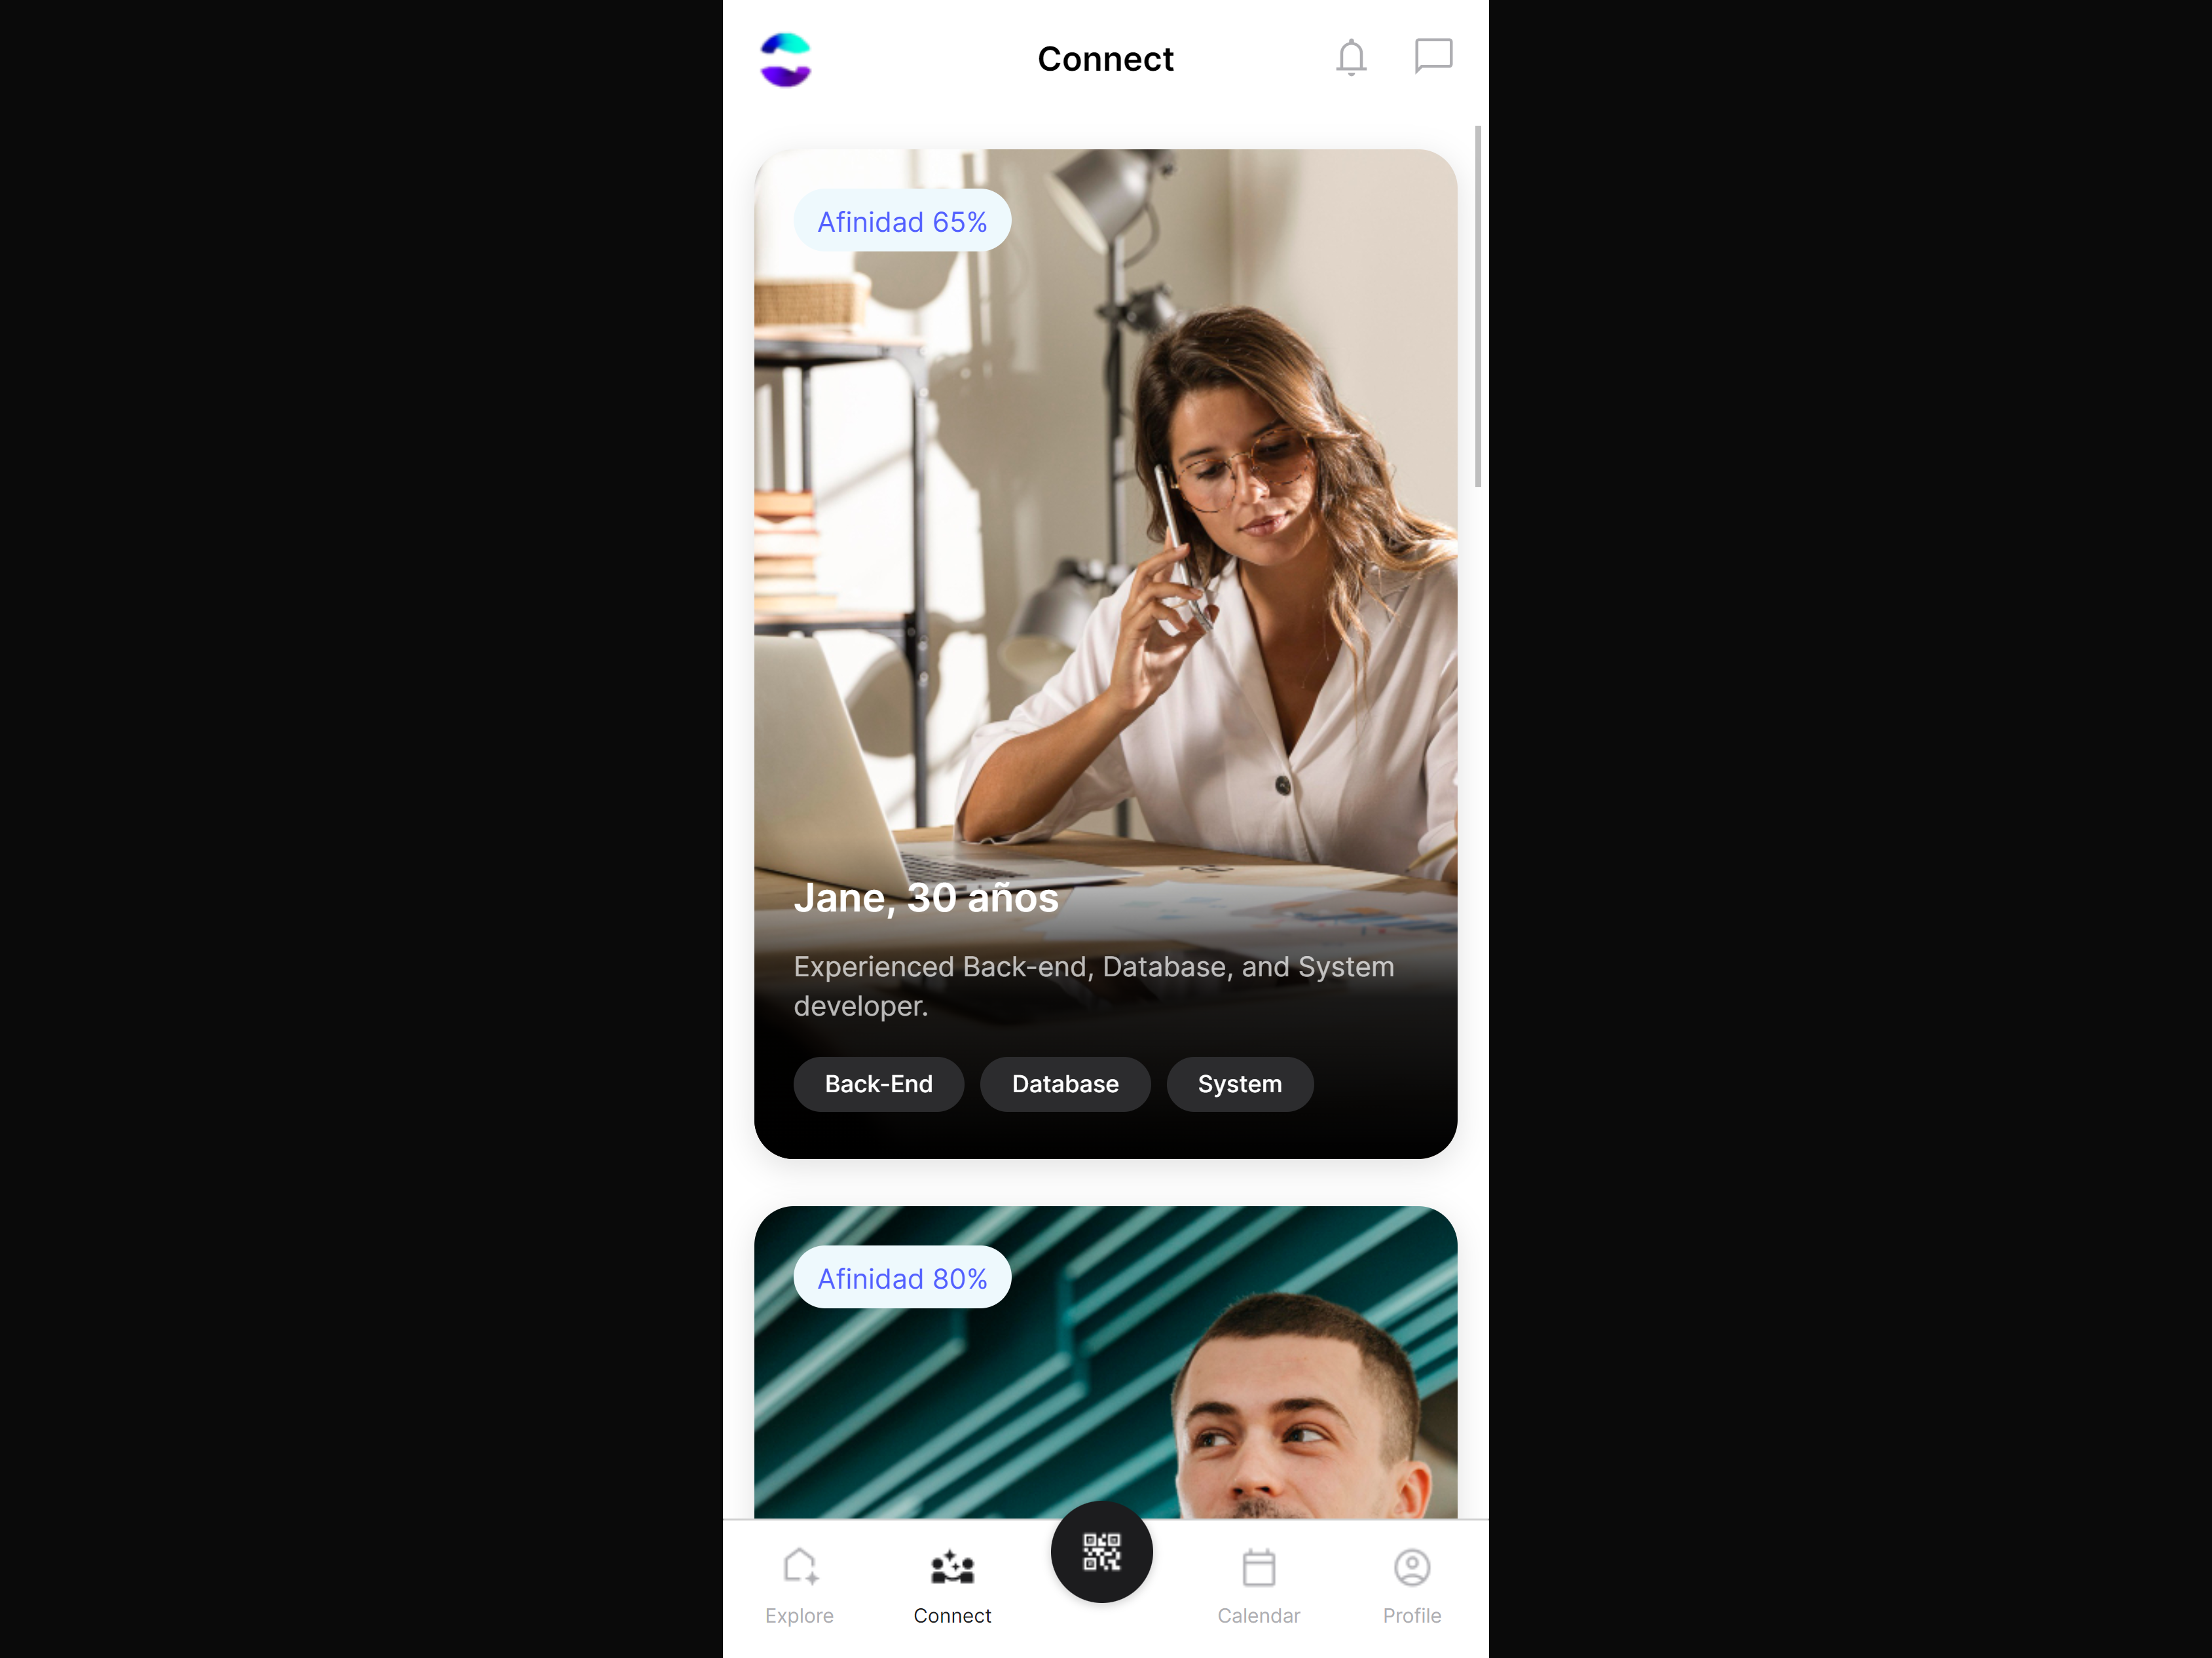 Connect
Afinidad 65%
Jane, 30 años
Experienced Back-end, Database, and System
developer.
Back-End
Database
System
Afinidad 80%
Explore
Connect
Calendar
Profile